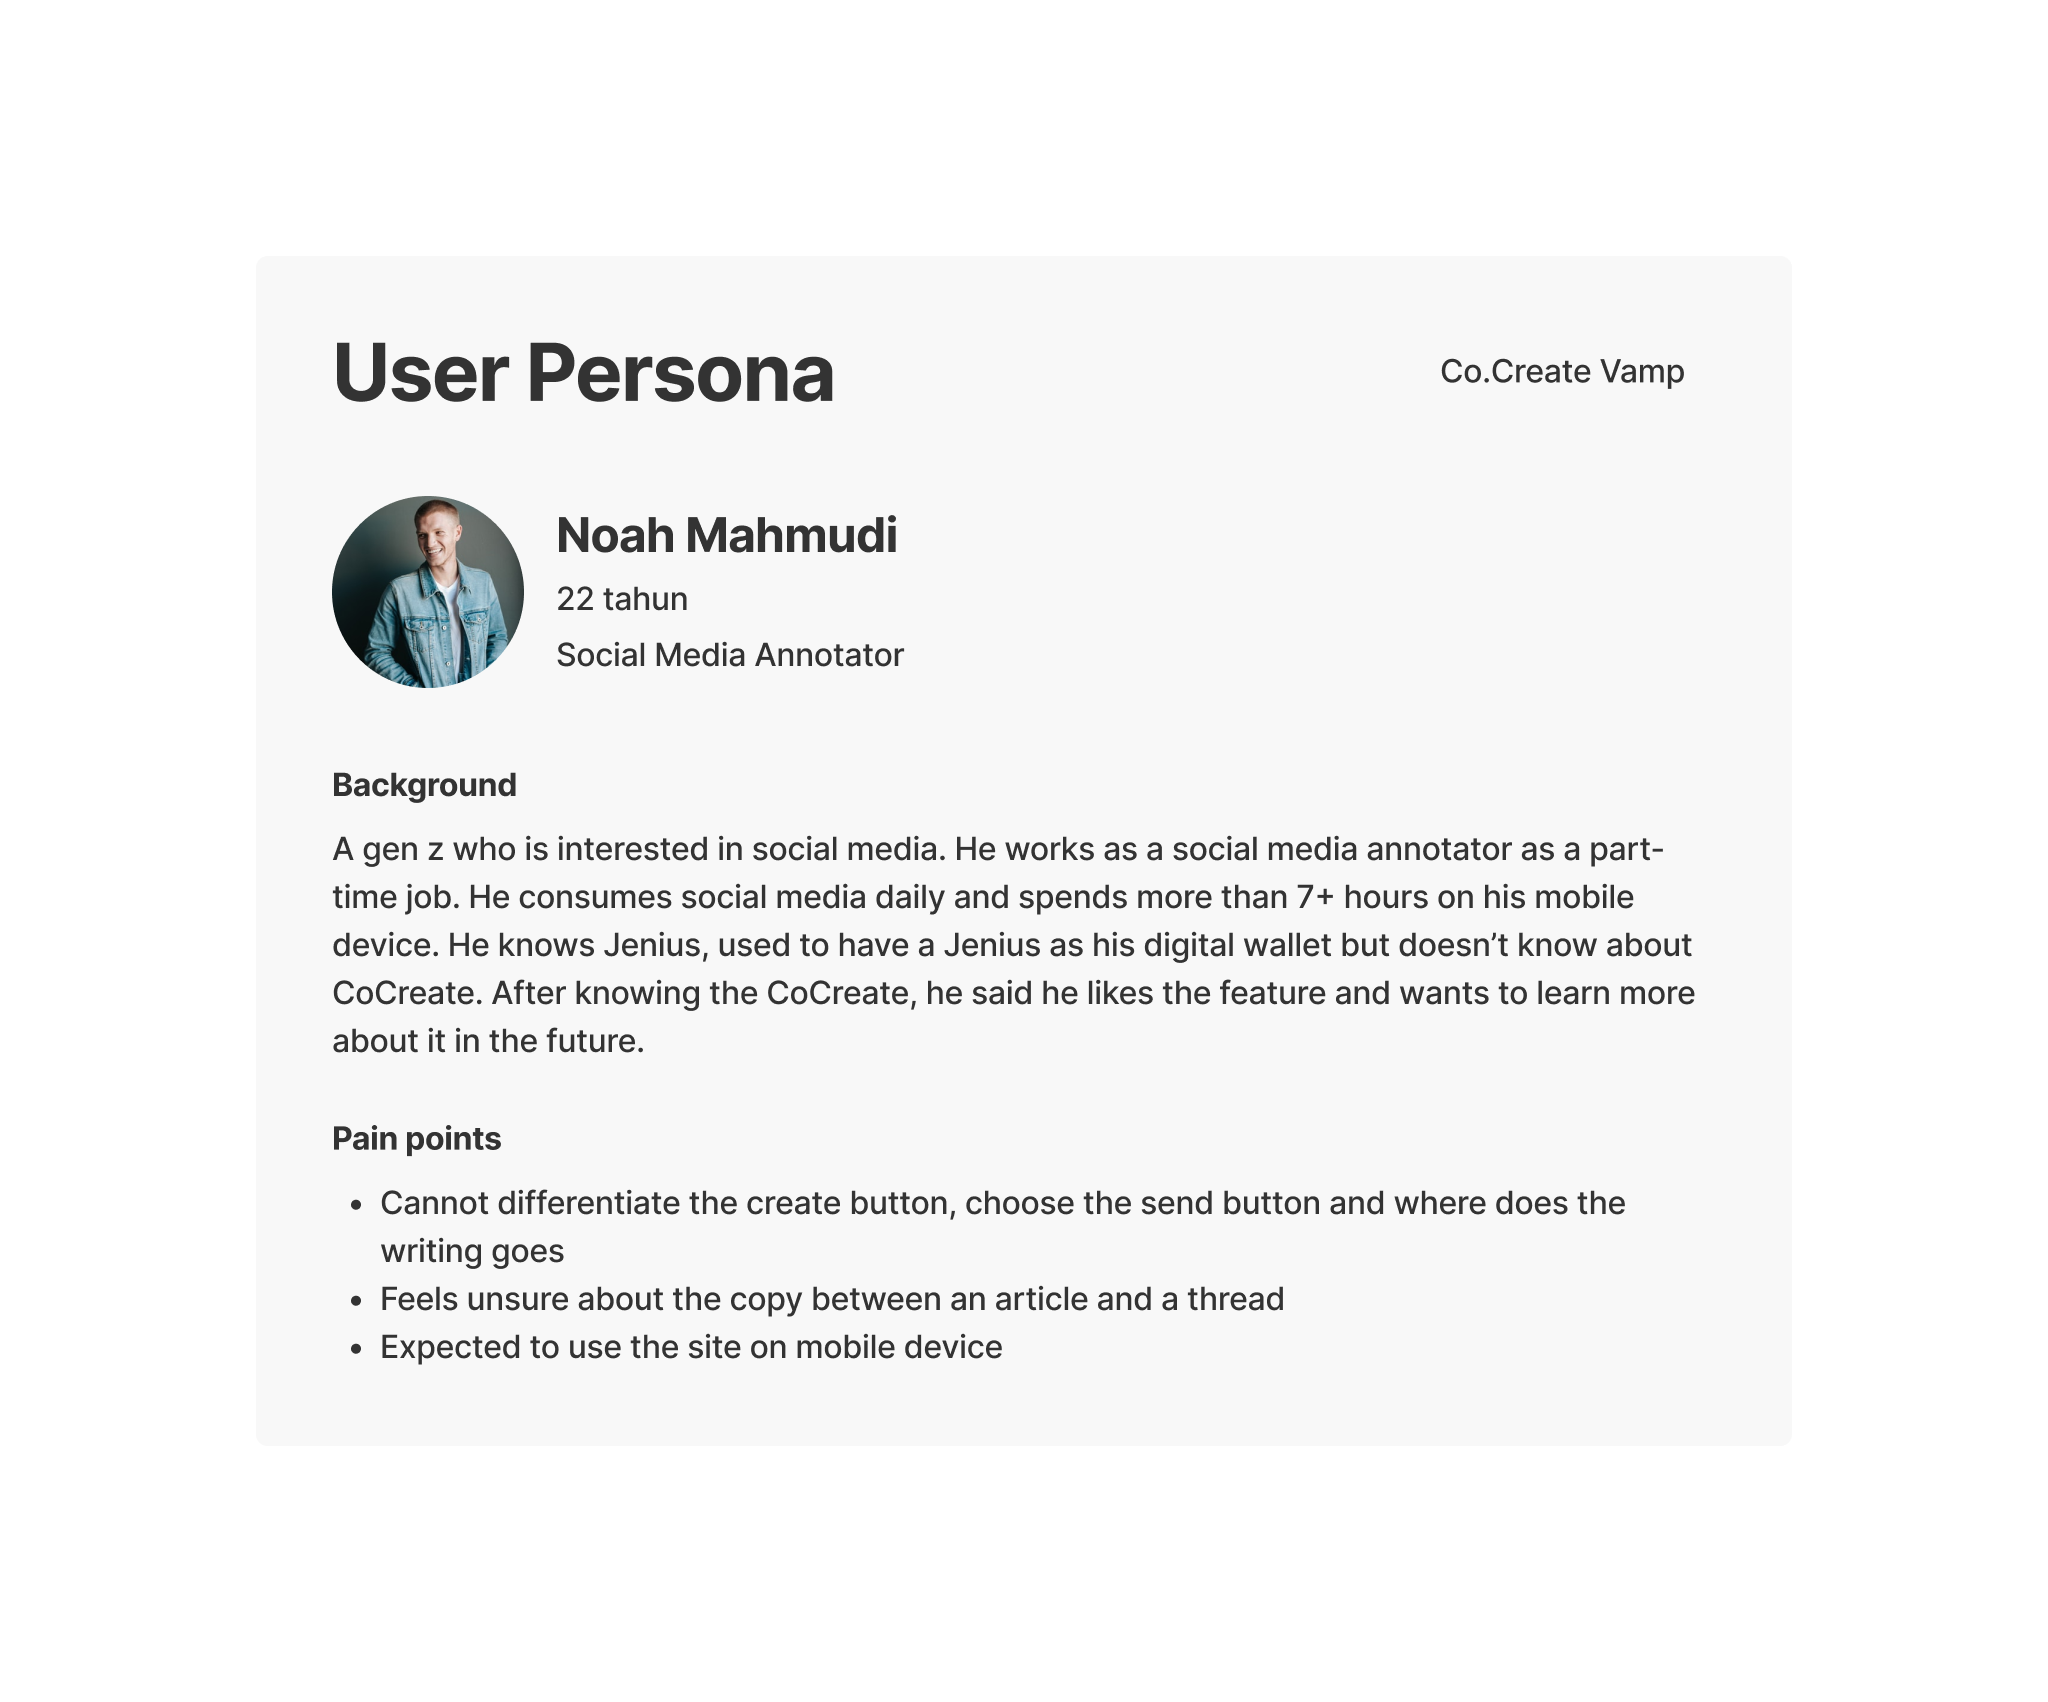 User Persona
Co.Create Vamp
Noah Mahmudi
22 tahun
Social Media Annotator
Background
A gen z who is interested in social media. He works as a social media annotator as a part-
time job. He consumes social media daily and spends more than 7+ hours on his mobile
device. He knows Jenius, used to have a Jenius as his digital wallet but doesn’t know about
CoCreate. After knowing the CoCreate, he said he likes the feature and wants to learn more
about it in the future.
Pain points
• Cannot differentiate the create button, choose the send button and where does the
writing goes
• Feels unsure about the copy between an article and a thread
• Expected to use the site on mobile device